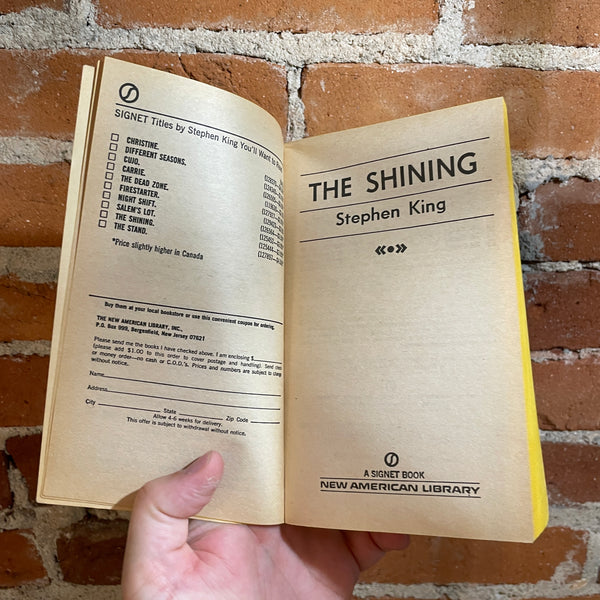 SIGNET Titles by Stephen King You'll Want to
CHRISTINE.
DIFFERENT SEASONS.
CUJO.
CARRIE.
THE DEAD ZONE.
FIRESTARTER.
NIGHT SHIFT.
SALEM'S LOT.
THE SHINING.
THE STAND.
*Price slightly higher in Canada
Buy them at your local bookstore or use this convenient coupon for ordering.
THE NEW AMERICAN LIBRARY, INC.,
P.O. Box 999, Bergenfield, New Jersey 07621
Please send me the books I have checked above. I am enclosing $
(please add $1.00 to this order to cover postage and handling). Send check
or money order—no cash or C.O.D.'s. Prices and numbers are subject to change
without notice.
Name
Address
City State Zip Code
Allow 4-6 weeks for delivery.
This offer is subject to withdrawal without notice.
THE SHINING
Stephen King
A SIGNET BOOK
NEW AMERICAN LIBRARY